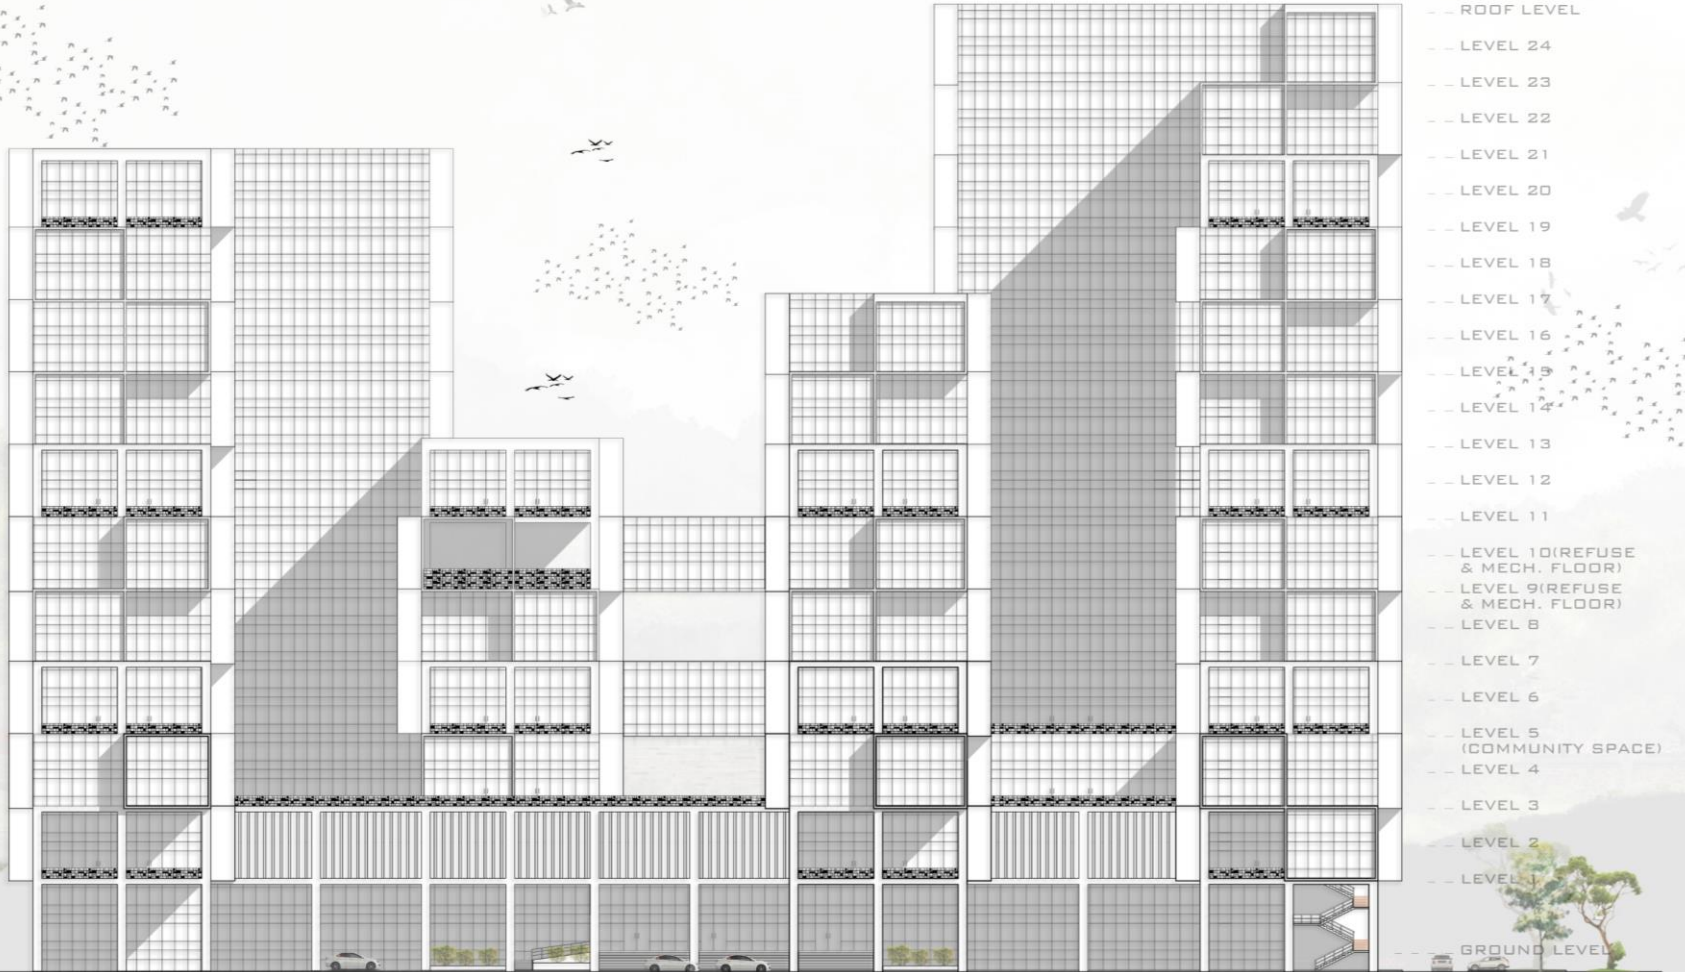 ROOF LEVEL
LEVEL 24
LEVEL 23
LEVEL 22
LEVEL 21
LEVEL 20
LEVEL 19
LEVEL 18
LEVEL 17
LEVEL 16
LEVEL 15
LEVEL 14
LEVEL 13
LEVEL 12
LEVEL 11
LEVEL 10(REFUSE
& MECH. FLOOR)
LEVEL 9(REFUSE
& MECH. FLOOR)
LEVEL 8
LEVEL 7
LEVEL 6
LEVEL 5
(COMMUNITY SPACE)
LEVEL 4
LEVEL 3
LEVEL 2
LEVEL 1
GROUND LEVEL